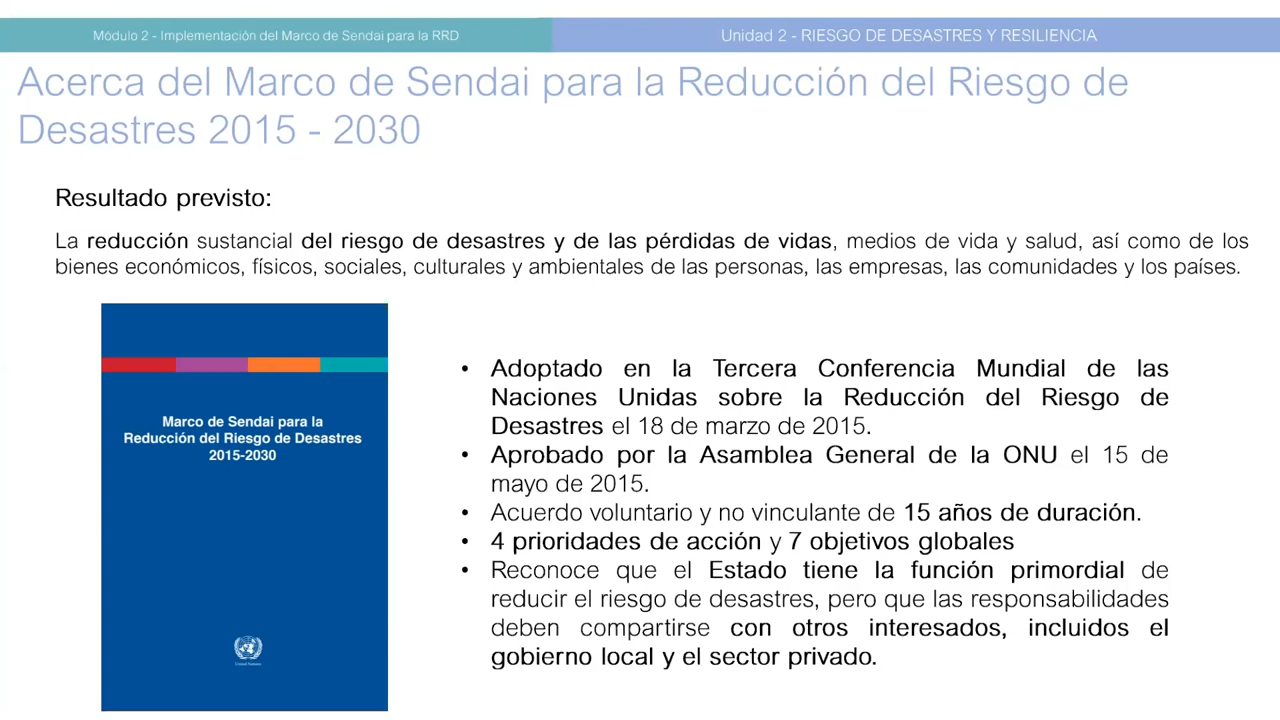 Módulo 2 - Implementación del Marco de Sendai para la RRD
Unidad 2 - RIESGO DE DESASTRES Y RESILIENCIA
Acerca del Marco de Sendai para la Reducción del Riesgo de
Desastres 2015 - 2030
Resultado previsto:
La reducción sustancial del riesgo de desastres y de las pérdidas de vidas, medios de vida y salud, así como de los
bienes económicos, físicos, sociales, culturales y ambientales de las personas, las empresas, las comunidades y los países.
Marco de Sendai para la
Reducción del Riesgo de Desastres
2015-2030
United Nations
• Adoptado en la Tercera Conferencia Mundial de las
Naciones Unidas sobre la Reducción del Riesgo de
Desastres el 18 de marzo de 2015.
• Aprobado por la Asamblea General de la ONU el 15 de
mayo de 2015.
• Acuerdo voluntario y no vinculante de 15 años de duración.
• 4 prioridades de acción y 7 objetivos globales
• Reconoce que el Estado tiene la función primordial de
reducir el riesgo de desastres, pero que las responsabilidades
deben compartirse con otros interesados, incluidos el
gobierno local y el sector privado.